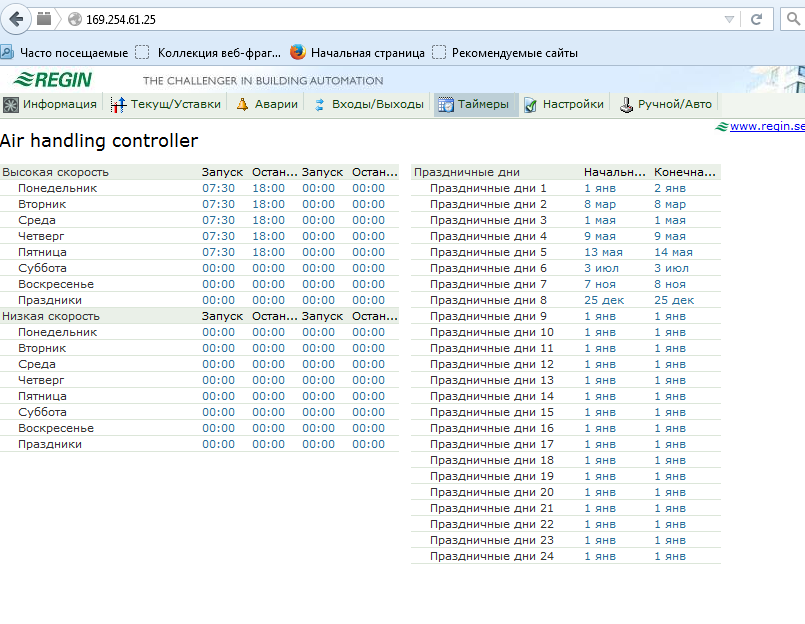 169.254.61.25
Часто посещаемые Коллекция веб-фраг... Начальная страница Рекомендуемые сайты
REGIN THE CHALLENGER IN BUILDING AUTOMATION
Информация Текущ/Уставки Аварии Входы/Выходы Таймеры Настройки Ручной/Авто
www.regin.se
Air handling controller
Высокая скорость Запуск Остан... Запуск Остан...
Понедельник 07:30 18:00 00:00 00:00
Вторник 07:30 18:00 00:00 00:00
Среда 07:30 18:00 00:00 00:00
Четверг 07:30 18:00 00:00 00:00
Пятница 07:30 18:00 00:00 00:00
Суббота 00:00 00:00 00:00 00:00
Воскресенье 00:00 00:00 00:00 00:00
Праздники 00:00 00:00 00:00 00:00
Низкая скорость Запуск Остан... Запуск Остан...
Понедельник 00:00 00:00 00:00 00:00
Вторник 00:00 00:00 00:00 00:00
Среда 00:00 00:00 00:00 00:00
Четверг 00:00 00:00 00:00 00:00
Пятница 00:00 00:00 00:00 00:00
Суббота 00:00 00:00 00:00 00:00
Воскресенье 00:00 00:00 00:00 00:00
Праздники 00:00 00:00 00:00 00:00
Праздничные дни Начальн... Конечна...
Праздничные дни 1 1 янв 2 янв
Праздничные дни 2 8 мар 8 мар
Праздничные дни 3 1 мая 1 мая
Праздничные дни 4 9 мая 9 мая
Праздничные дни 5 13 мая 14 мая
Праздничные дни 6 3 июл 3 июл
Праздничные дни 7 7 ноя 8 ноя
Праздничные дни 8 25 дек 25 дек
Праздничные дни 9 1 янв 1 янв
Праздничные дни 10 1 янв 1 янв
Праздничные дни 11 1 янв 1 янв
Праздничные дни 12 1 янв 1 янв
Праздничные дни 13 1 янв 1 янв
Праздничные дни 14 1 янв 1 янв
Праздничные дни 15 1 янв 1 янв
Праздничные дни 16 1 янв 1 янв
Праздничные дни 17 1 янв 1 янв
Праздничные дни 18 1 янв 1 янв
Праздничные дни 19 1 янв 1 янв
Праздничные дни 20 1 янв 1 янв
Праздничные дни 21 1 янв 1 янв
Праздничные дни 22 1 янв 1 янв
Праздничные дни 23 1 янв 1 янв
Праздничные дни 24 1 янв 1 янв